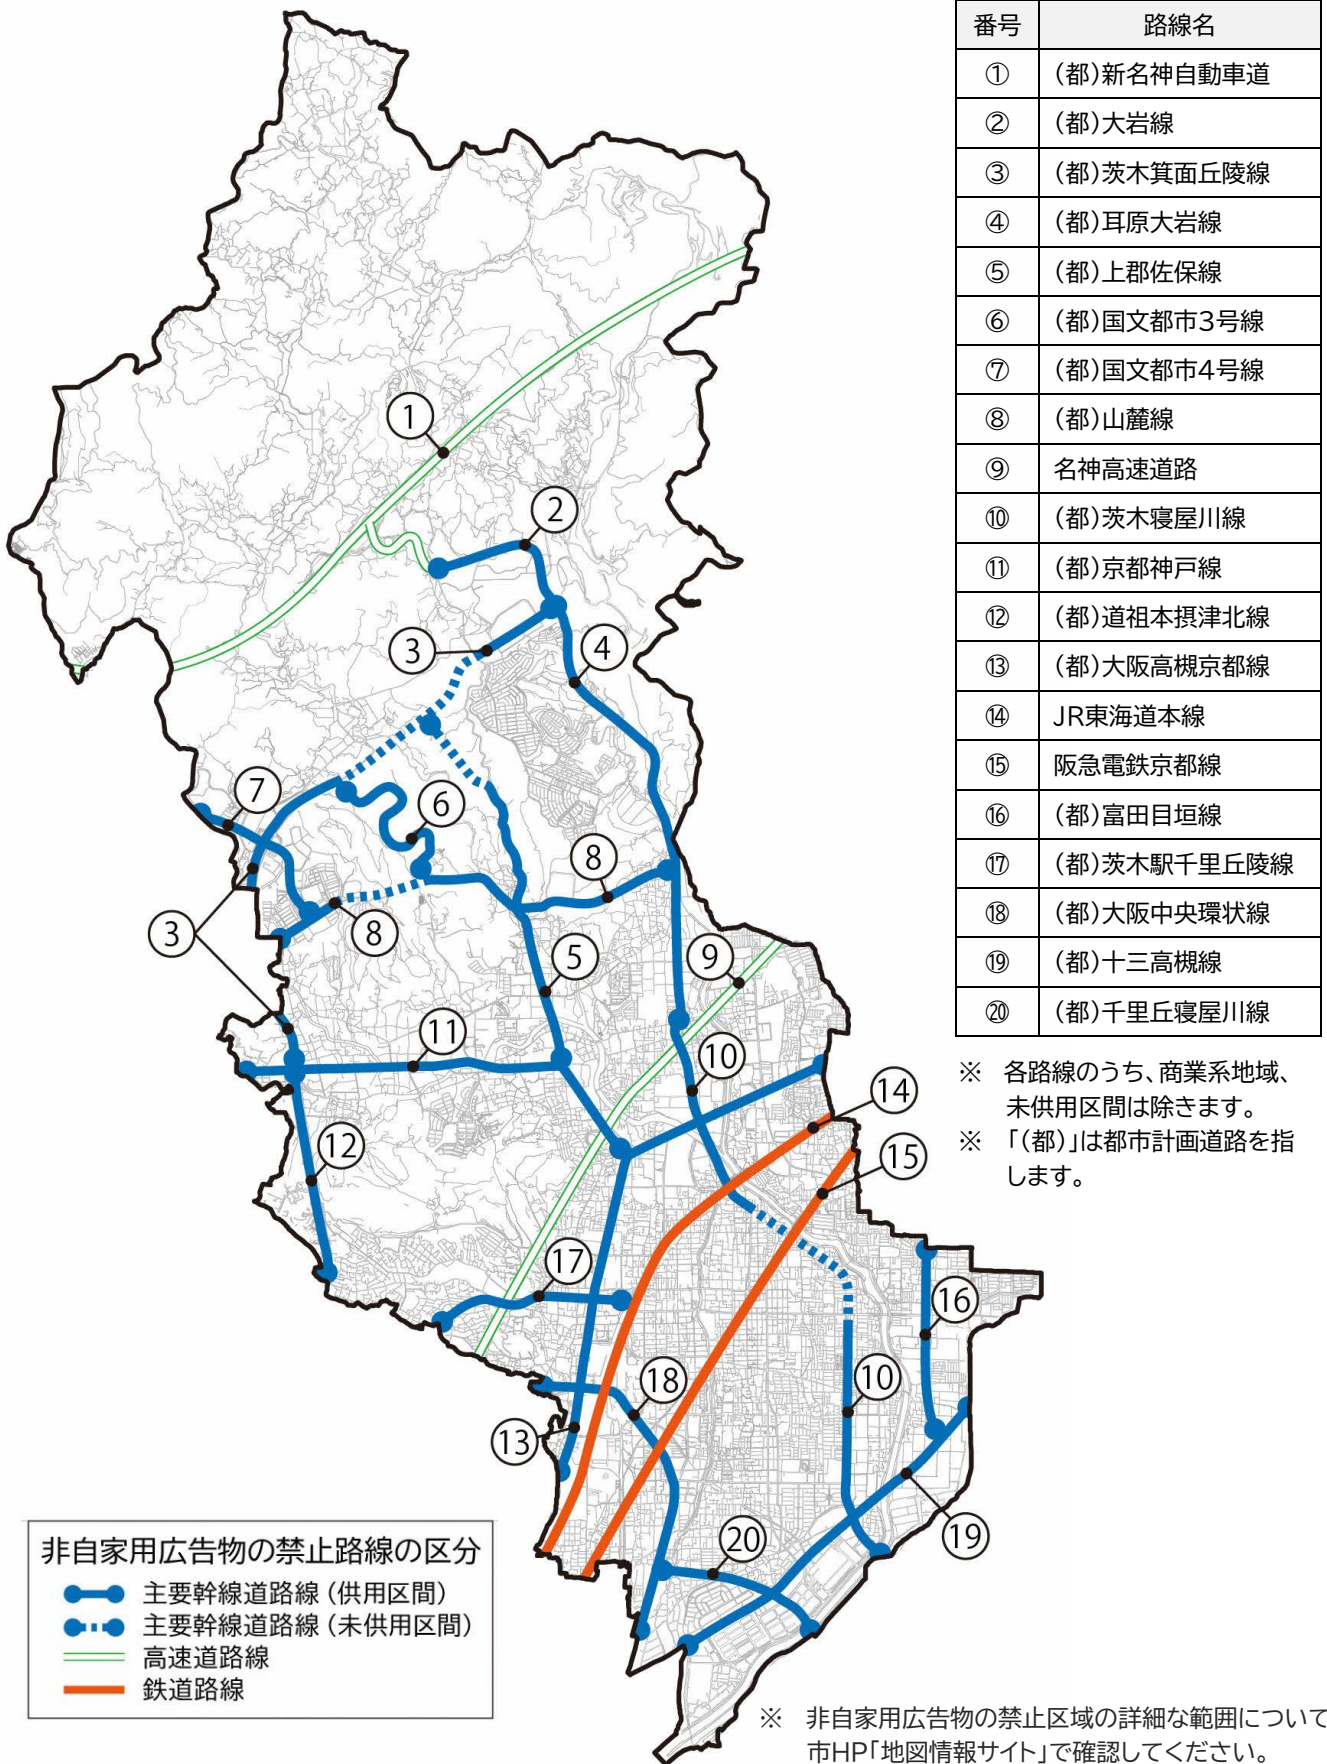 番号 路線名
① (都)新名神自動車道
② (都)大岩線
③ (都)茨木箕面丘陵線
④ (都)耳原大岩線
⑤ (都)上郡佐保線
⑥ (都)国文都市3号線
⑦ (都)国文都市4号線
⑧ (都)山麓線
⑨ 名神高速道路
⑩ (都)茨木寝屋川線
⑪ (都)京都神戸線
⑫ (都)道祖本摂津北線
⑬ (都)大阪高槻京都線
⑭ JR東海道本線
⑮ 阪急電鉄京都線
⑯ (都)富田目垣線
⑰ (都)茨木駅千里丘陵線
⑱ (都)大阪中央環状線
⑲ (都)十三高槻線
⑳ (都)千里丘寝屋川線
※ 各路線のうち、商業系地域、
未供用区間は除きます。
※ 「(都)」は都市計画道路を指
します。
1
2
3
4
7
6
8
3
8
5
9
11
10
14
12
15
17
16
18
10
13
20
19
非自家用広告物の禁止路線の区分
主要幹線道路線(供用区間)
主要幹線道路線(未供用区間)
高速道路線
鉄道路線
※ 非自家用広告物の禁止区域の詳細な範囲について
市HP「地図情報サイト」で確認してください。